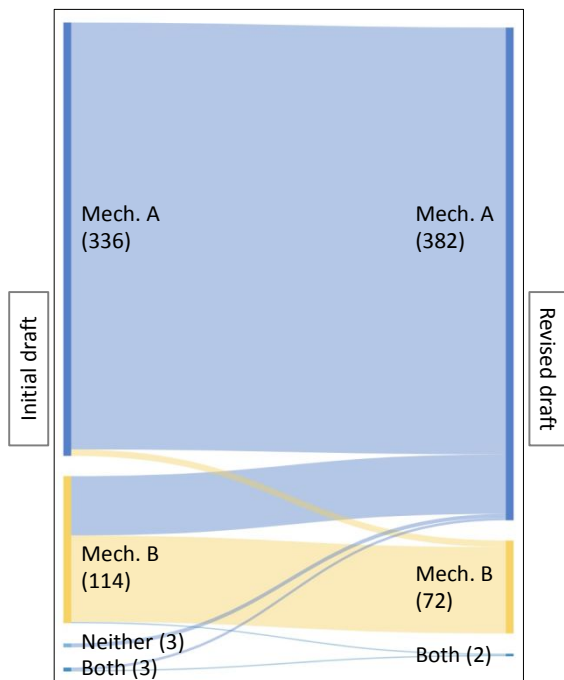 Initial draft
Mech. A
(336)
Mech. B
(114)
Neither (3)
Both (3)
Mech. A
(382)
Mech. B
(72)
Both (2)
Revised draft